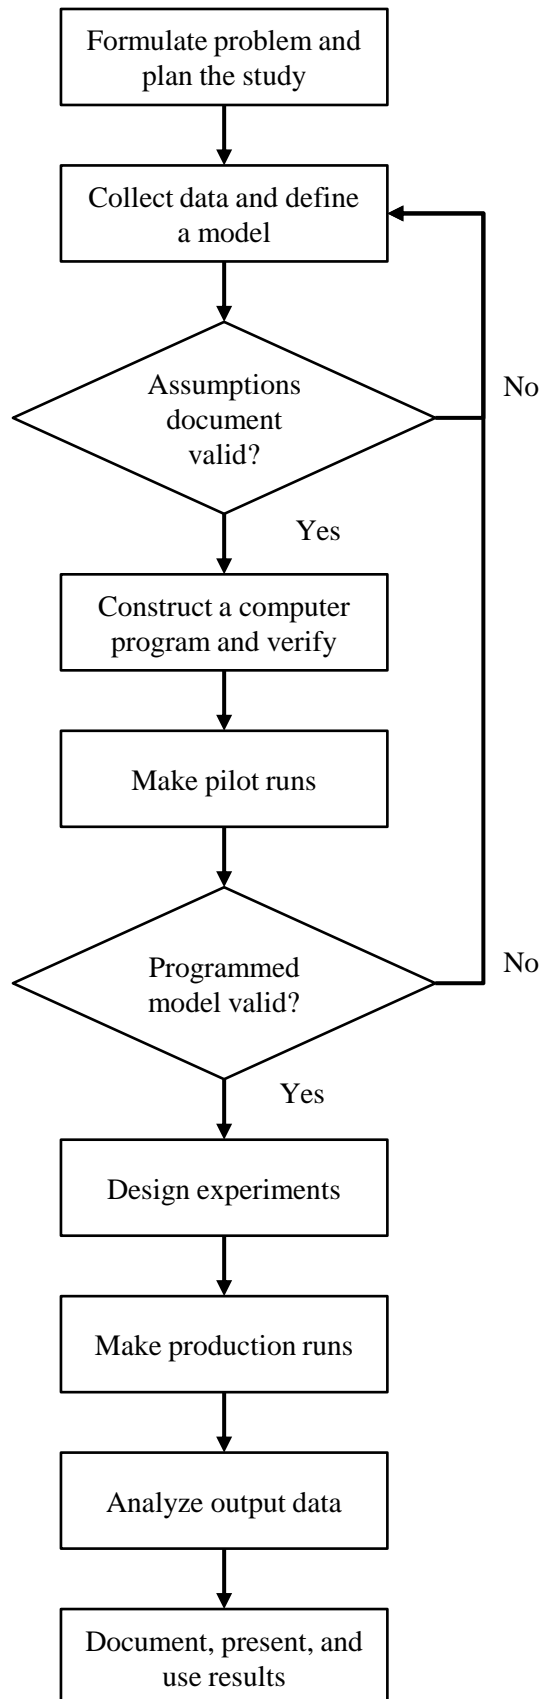 Formulate problem and
plan the study
Collect data and define
a model
Assumptions
document
valid?
No
Yes
Construct a computer
program and verify
Make pilot runs
Programmed
model valid?
No
Yes
Design experiments
Make production runs
Analyze output data
Document, present, and
use results